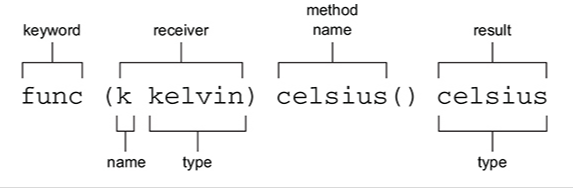 method
keyword receiver name result
func (k kelvin) celsius() celsius
name type type